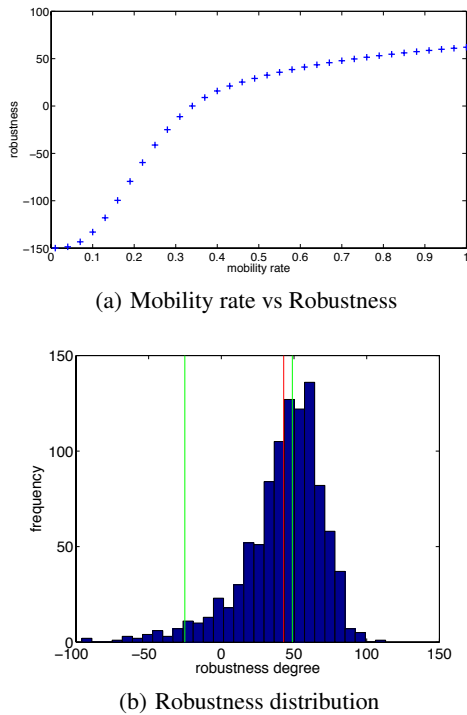 100
50
0
−50
−100
−150
robustness
0 0.1 0.2 0.3 0.4 0.5 0.6 0.7 0.8 0.9 1
mobility rate
(a) Mobility rate vs Robustness
150
100
50
0
frequency
−100 −50 0 50 100 150
robustness degree
(b) Robustness distribution